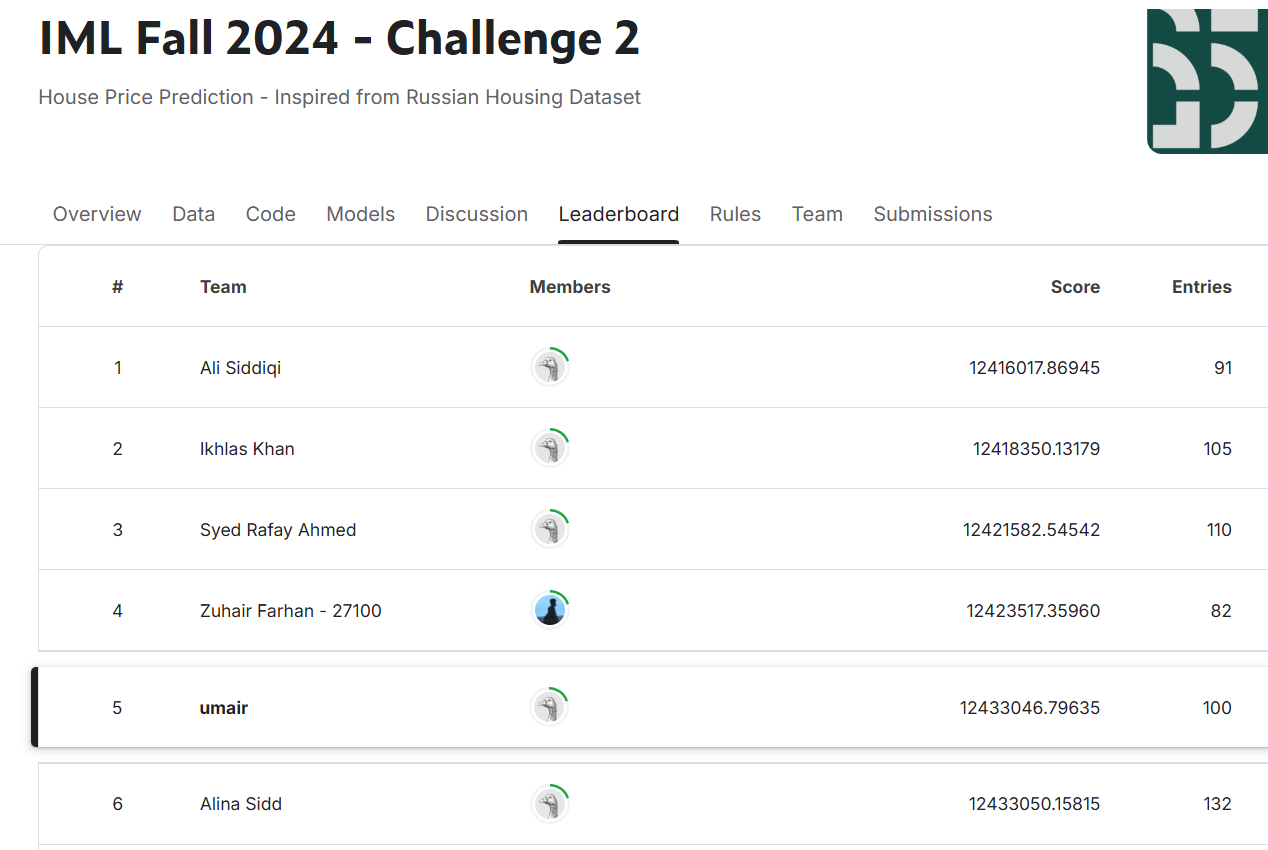 IML Fall 2024 - Challenge 2
House Price Prediction - Inspired from Russian Housing Dataset
Overview Data Code Models Discussion Leaderboard Rules Team Submissions
# Team Members Score Entries
1 Ali Siddiqi 12416017.86945 91
2 Ikhlas Khan 12418350.13179 105
3 Syed Rafay Ahmed 12421582.54542 110
4 Zuhair Farhan - 27100 12423517.35960 82
5 umair 12433046.79635 100
6 Alina Sidd 12433050.15815 132